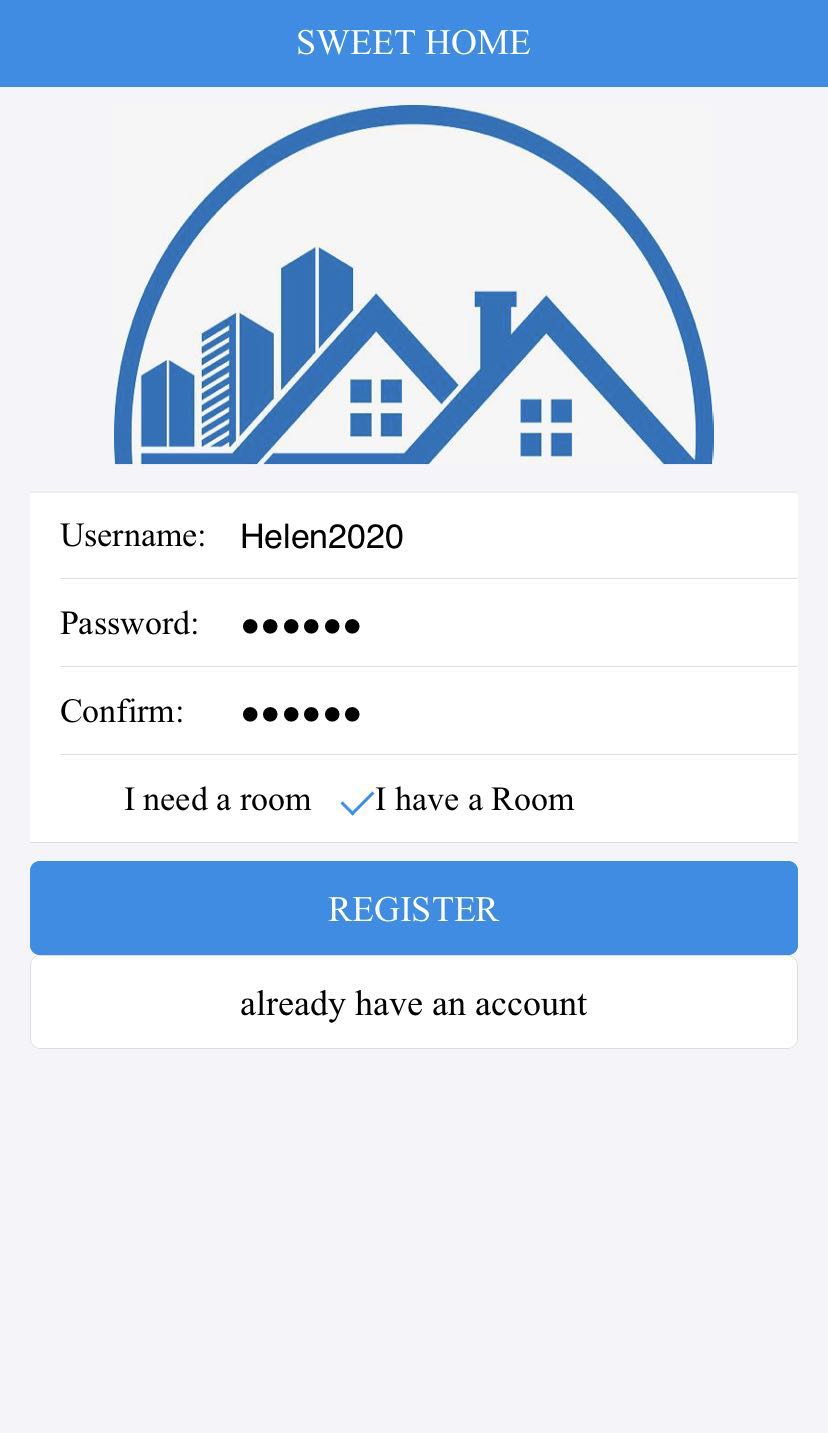 SWEET HOME
Username: Helen2020
Password: ●●●●●●
Confirm: ●●●●●●
I need a room I have a Room
REGISTER
already have an account